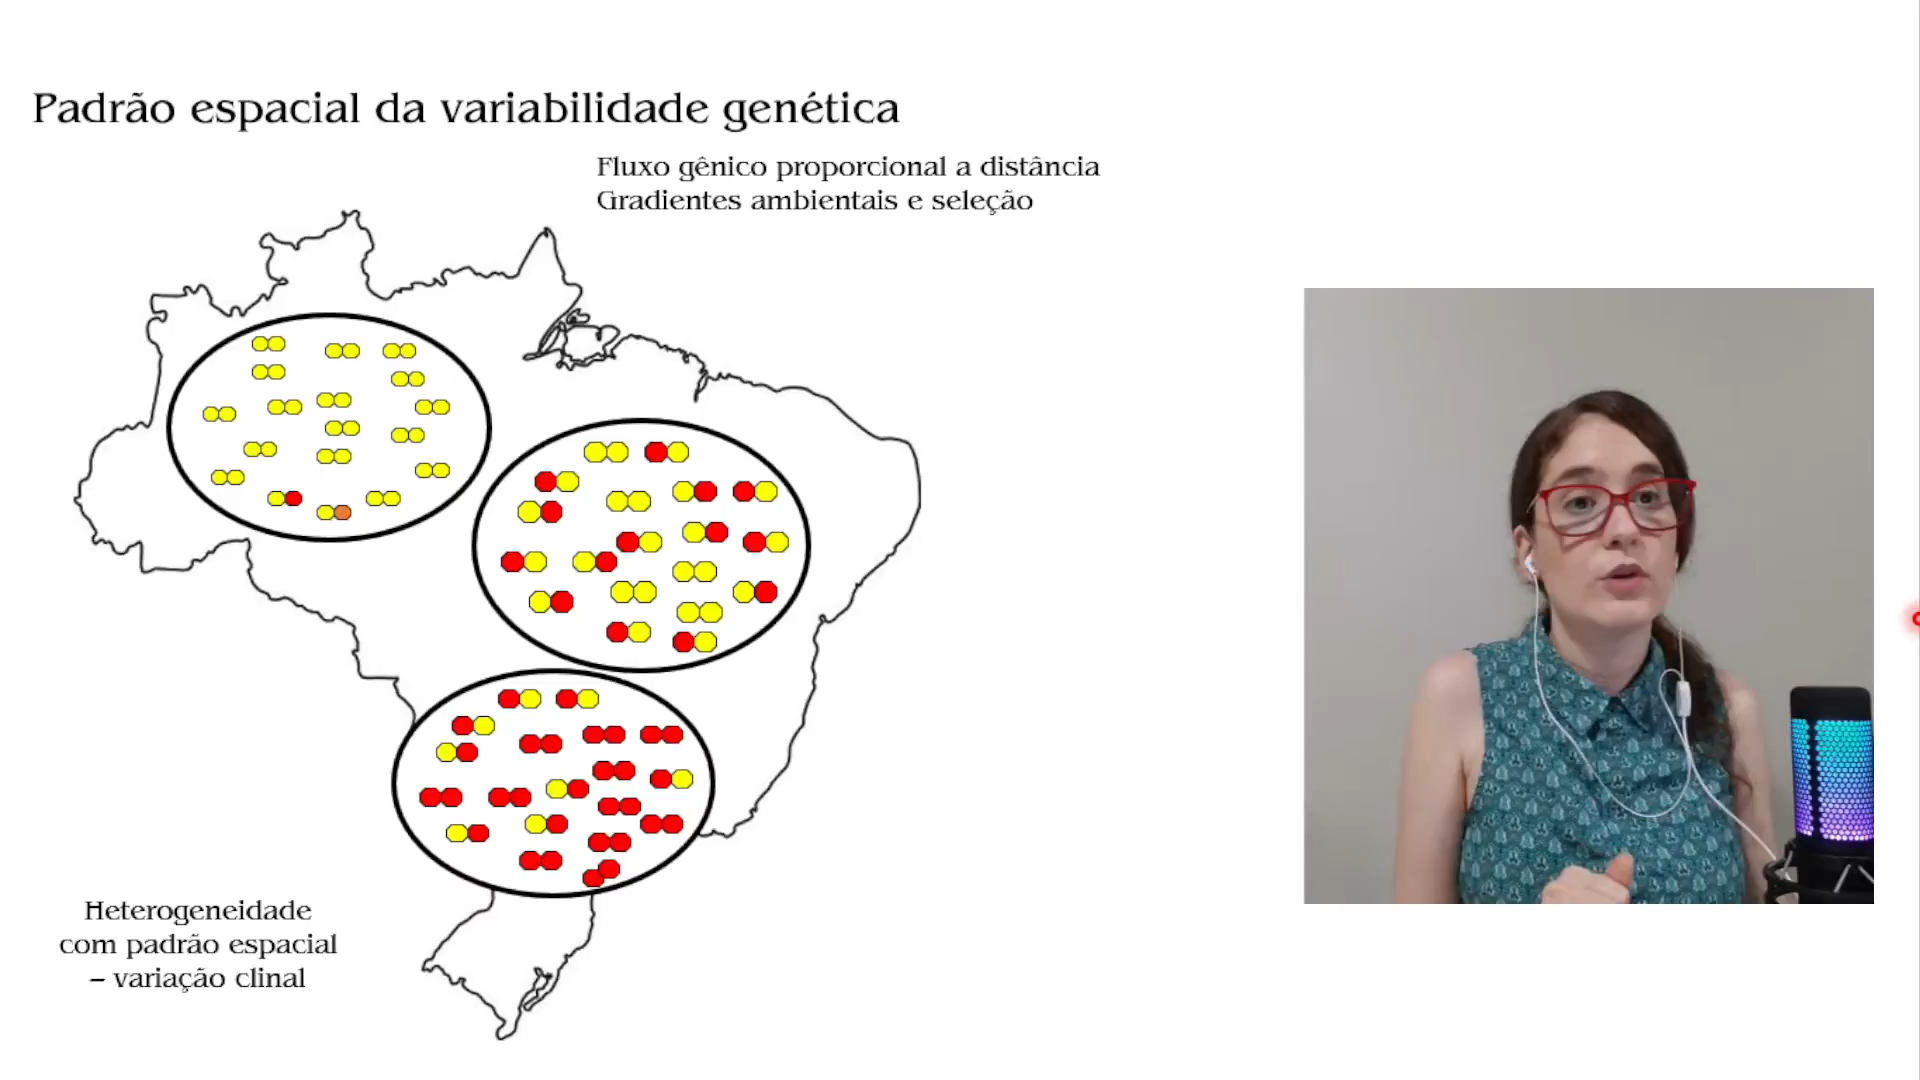 Padrão espacial da variabilidade genética
Fluxo gênico proporcional a distância
Gradientes ambientais e seleção
Heterogeneidade
com padrão espacial
– variação clinal